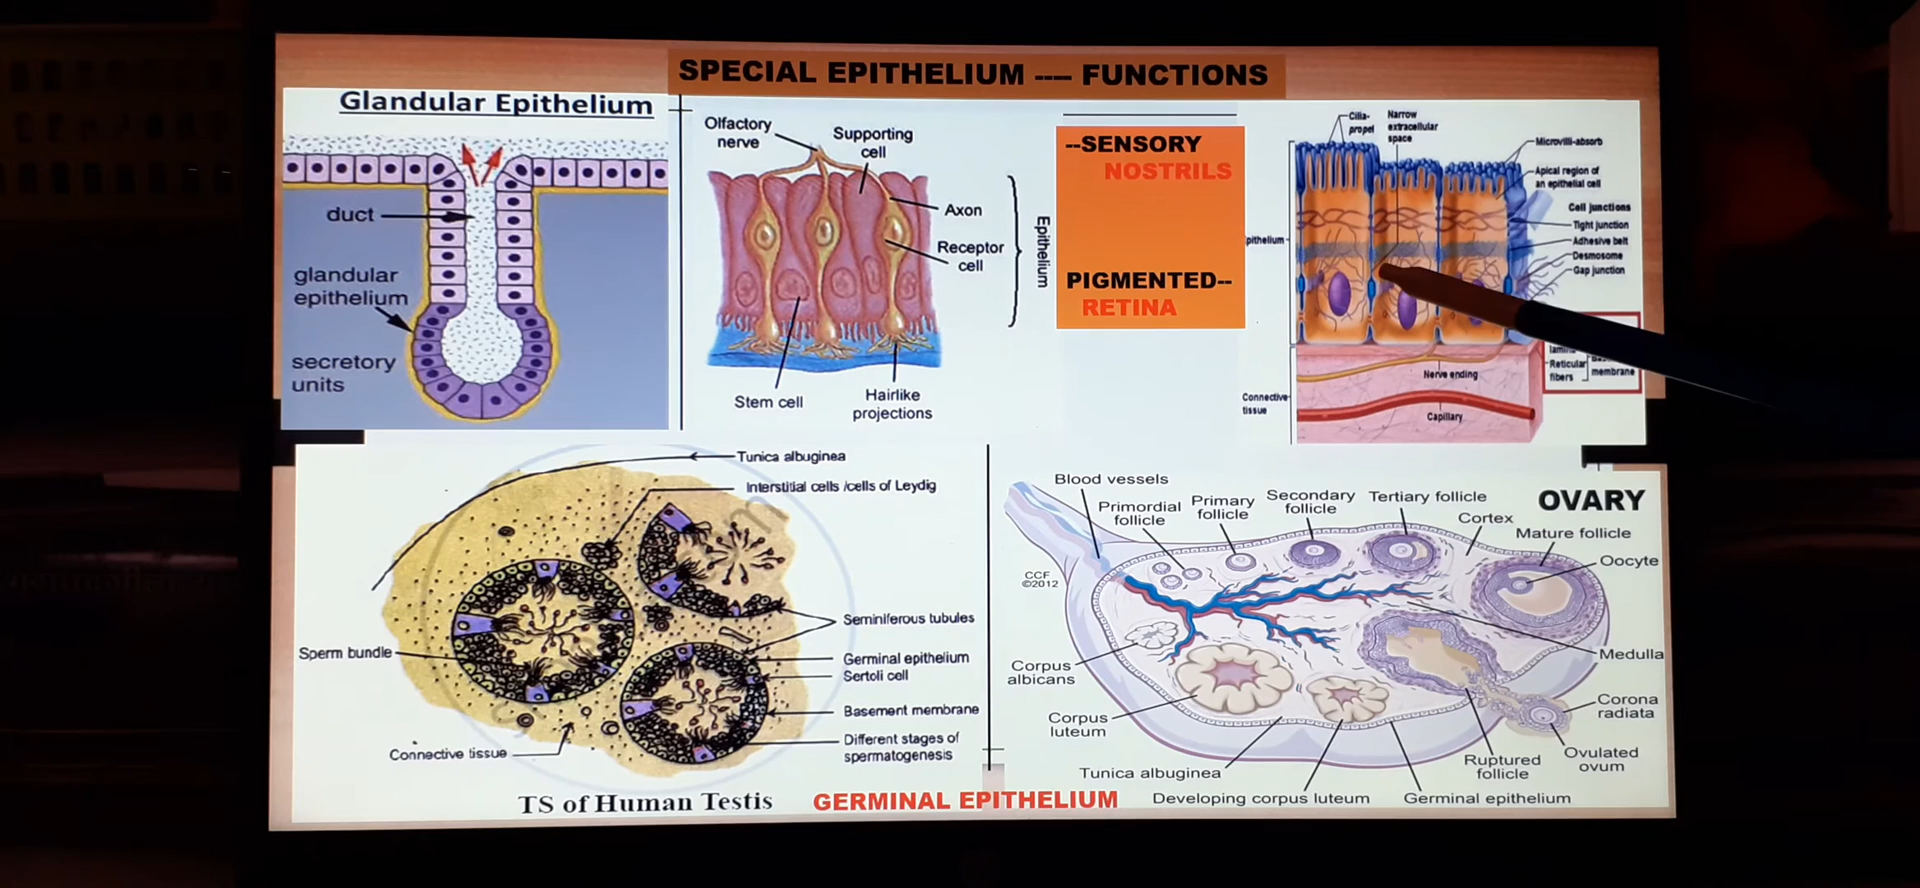 SPECIAL EPITHELIUM ---- FUNCTIONS
Glandular Epithelium
duct
glandular
epithelium
secretory
units
Olfactory
nerve
Supporting
cell
Axon
Receptor
cell
Epithelium
Stem cell
Hairlike
projections
--SENSORY
NOSTRILS
PIGMENTED--
RETINA
Cilia-
propel
Narrow
extracellular
space
Microvilli-absorb
Apical region of
an epithelial cell
Cell junctions
Tight junction
Adhesive belt
Desmosome
Gap junction
pithelium
Reticular
fibers
membrane
Nerve ending
Connective
tissue
Capillary
Tunica albuginea
Interstitial cells /cells of Leydig
Seminiferous tubules
Sperm bundle
Germinal epithelium
Sertoli cell
Basement membrane
Different stages of
spermatogenesis
Connective tissue
TS of Human Testis
GERMINAL EPITHELIUM
OVARY
Blood vessels
Primordial
follicle
Primary
follicle
Secondary
follicle
Tertiary follicle
Cortex
Mature follicle
Oocyte
CCF
©2012
Medulla
Corpus
albicans
Corona
radiata
Corpus
luteum
Ovulated
ovum
Ruptured
follicle
Tunica albuginea
Developing corpus luteum
Germinal epithelium